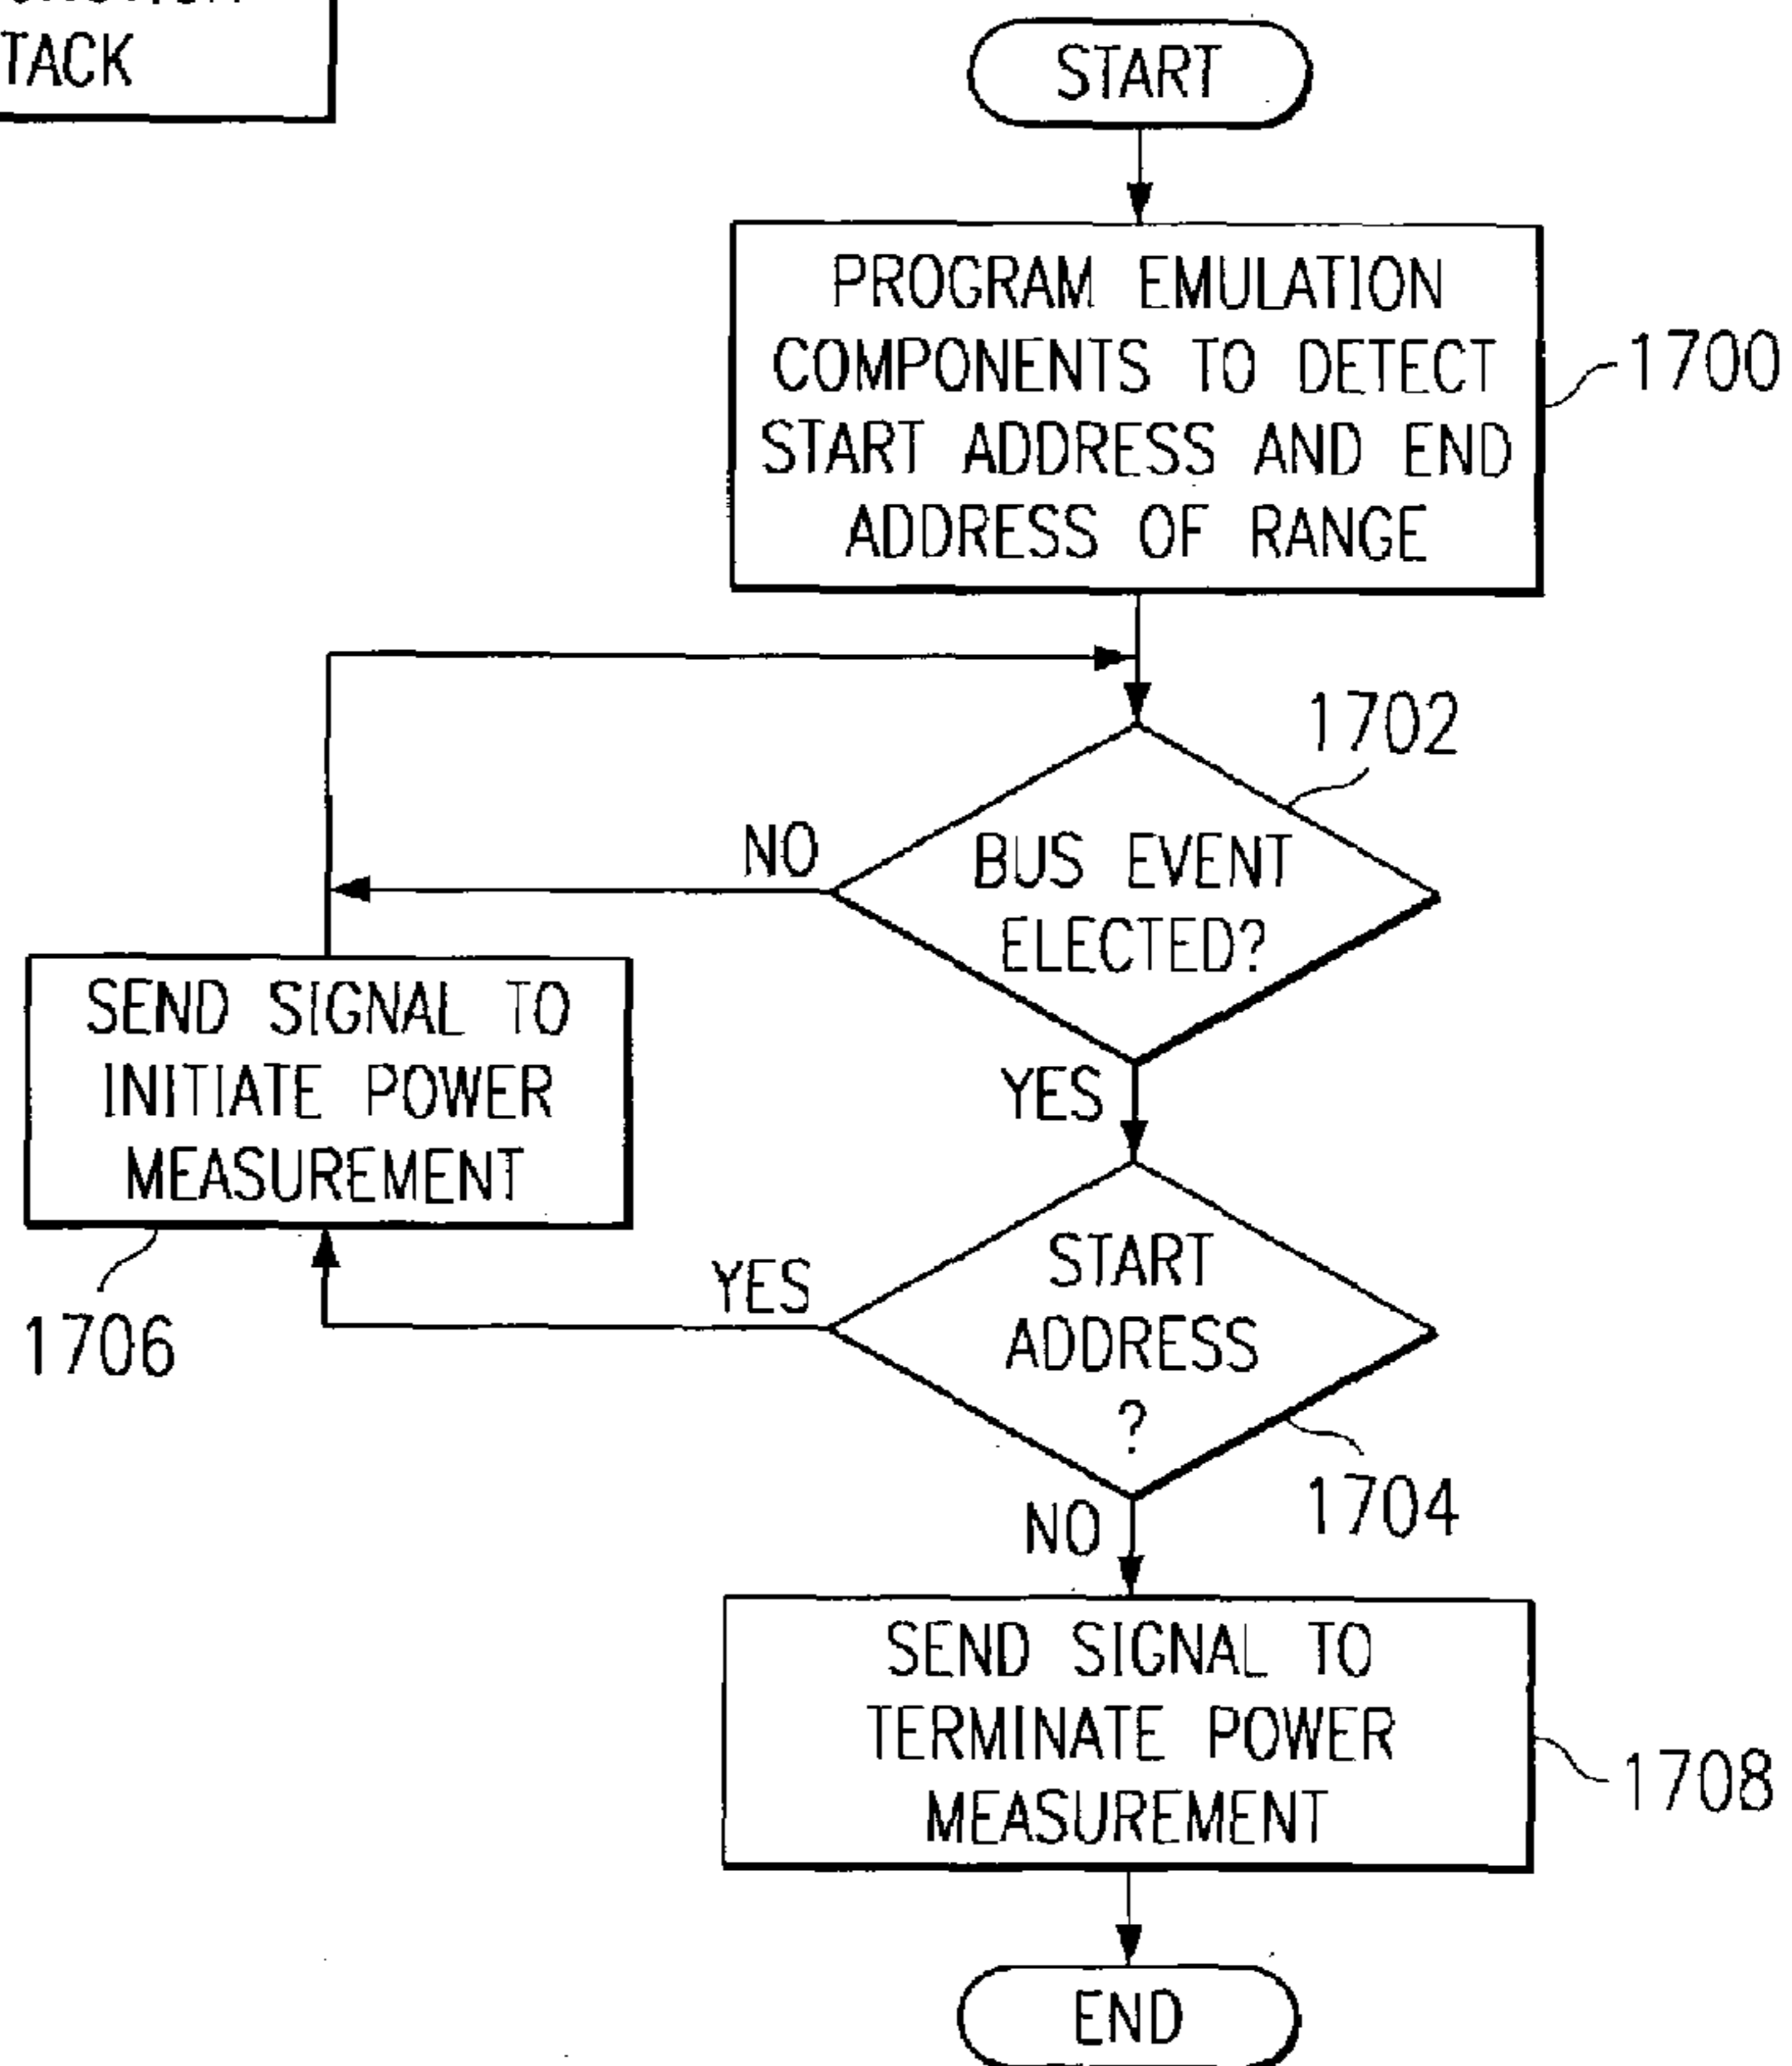 TACK
START
PROGRAM EMULATION
COMPONENTS TO DETECT
START ADDRESS AND END
ADDRESS OF RANGE
1700
1702
NO
BUS EVENT
ELECTED?
SEND SIGNAL TO
INITIATE POWER
MEASUREMENT
YES
1706
YES
START
ADDRESS
?
1704
NO
SEND SIGNAL TO
TERMINATE POWER
MEASUREMENT
1708
END